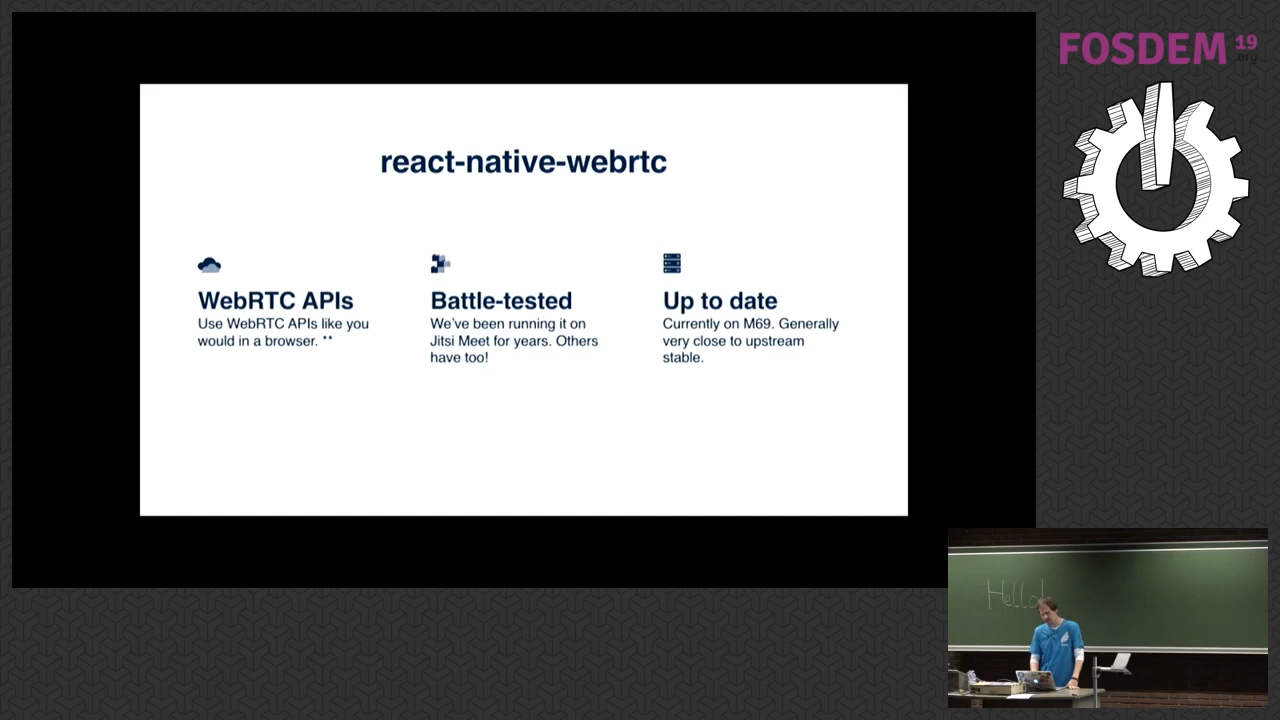 FOSDEM 19
.org
react-native-webrtc
WebRTC APIs
Use WebRTC APIs like you
would in a browser. **
Battle-tested
We've been running it on
Jitsi Meet for years. Others
have too!
Up to date
Currently on M69. Generally
very close to upstream
stable.
Hello!